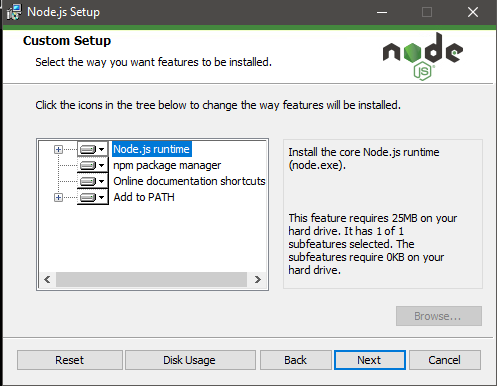 Node.js Setup
Custom Setup
Select the way you want features to be installed.
node
JS
Click the icons in the tree below to change the way features will be installed.
Node.js runtime
npm package manager
Online documentation shortcuts
Add to PATH
Install the core Node.js runtime
(node.exe).
This feature requires 25MB on your
hard drive. It has 1 of 1
subfeatures selected. The
subfeatures require 0KB on your
hard drive.
Browse...
Reset
Disk Usage
Back
Next
Cancel